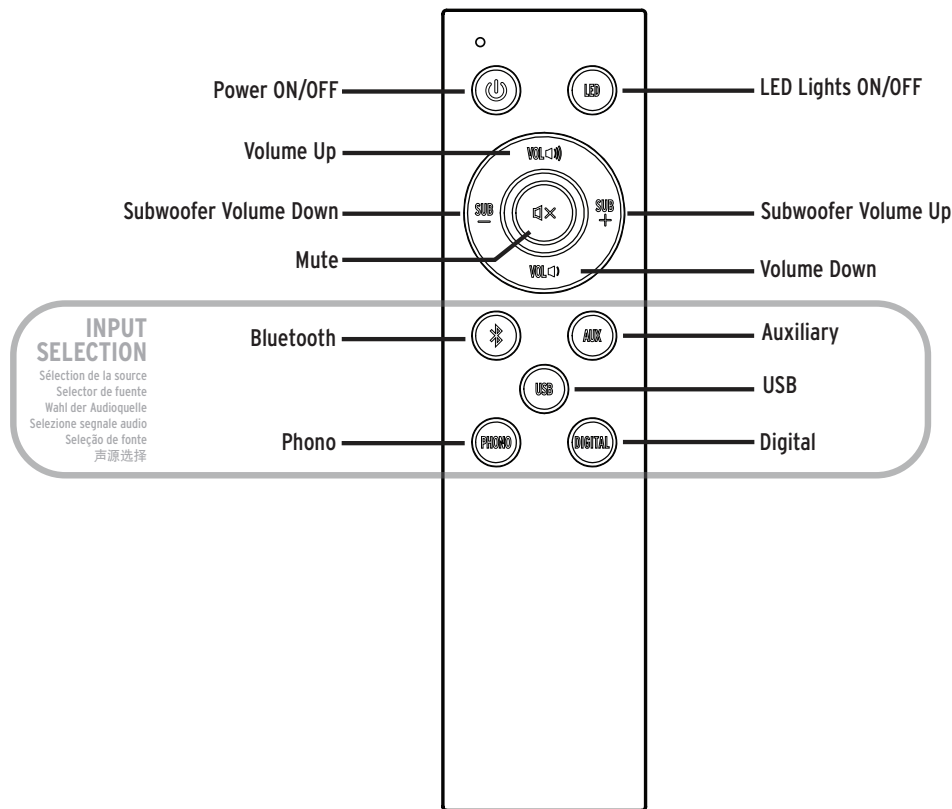 Power ON/OFF
LED
LED Lights ON/OFF
Volume Up
VOL
Subwoofer Volume Down
SUB
−
SUB
+
Subwoofer Volume Up
Mute
VOL
Volume Down
INPUT
SELECTION
Sélection de la source
Selector de fuente
Wahl der Audioquelle
Selezione segnale audio
Seleção de fonte
声源选择
Bluetooth
AUX
Auxiliary
USB
USB
Phono
PHONO
DIGITAL
Digital